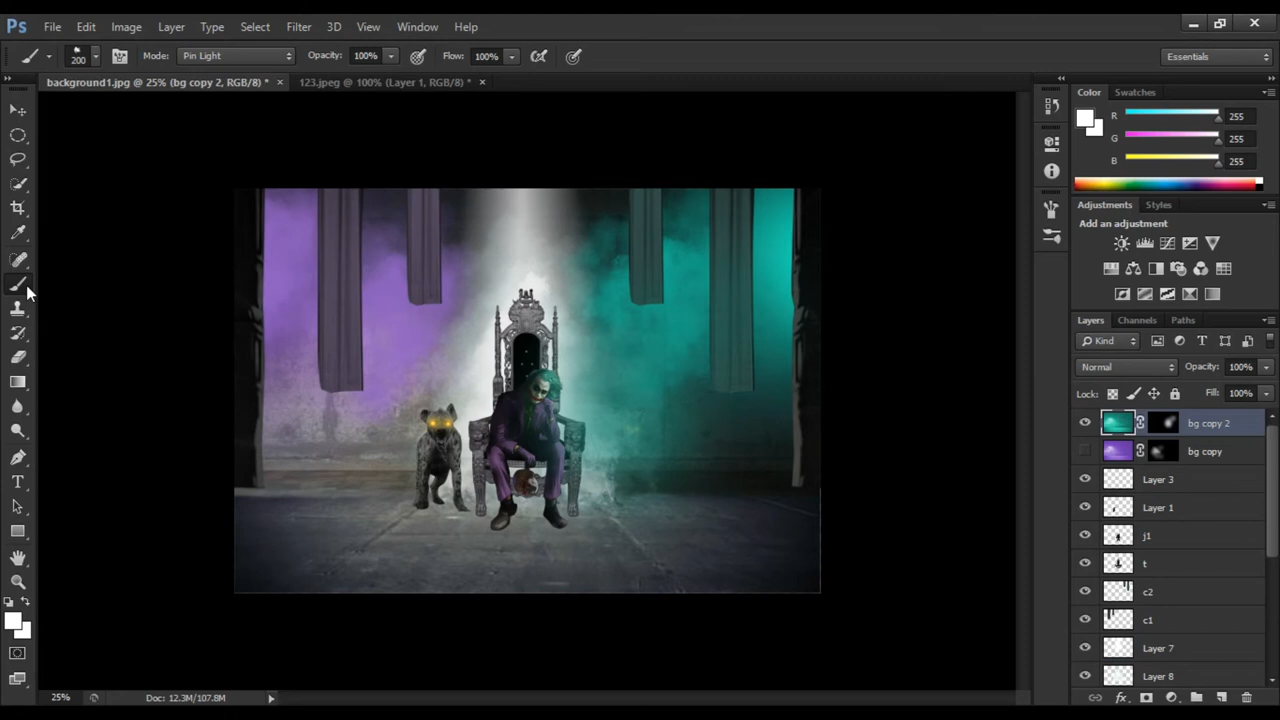 Ps File Edit Image Layer Type Select Filter 3D View Window Help
200 Mode: Pin Light Opacity: 100% Flow: 100% Essentials
background1.jpg @ 25% (bg copy 2, RGB/8) * × 123.jpeg @ 100% (Layer 1, RGB/8) * ×
Color Swatches
R 255
G 255
B 255
Adjustments Styles
Add an adjustment
Layers Channels Paths
Kind
Normal Opacity: 100%
Lock: Fill: 100%
bg copy 2
bg copy
Layer 3
Layer 1
j1
t
c2
c1
Layer 7
Layer 8
25% Doc: 12.3M/107.8M